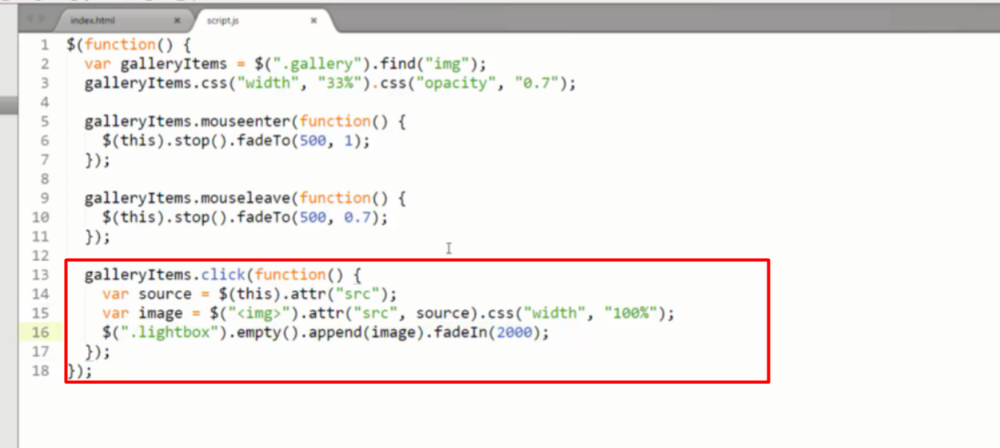 index.html × script.js ×
1 $(function() {
2 var galleryItems = $(".gallery").find("img");
3 galleryItems.css("width", "33%").css("opacity", "0.7");
4
5 galleryItems.mouseenter(function() {
6 $(this).stop().fadeTo(500, 1);
7 });
8
9 galleryItems.mouseleave(function() {
10 $(this).stop().fadeTo(500, 0.7);
11 });
12
13 galleryItems.click(function() {
14 var source = $(this).attr("src");
15 var image = $("<img>").attr("src", source).css("width", "100%");
16 $(".lightbox").empty().append(image).fadeIn(2000);
17 });
18 });